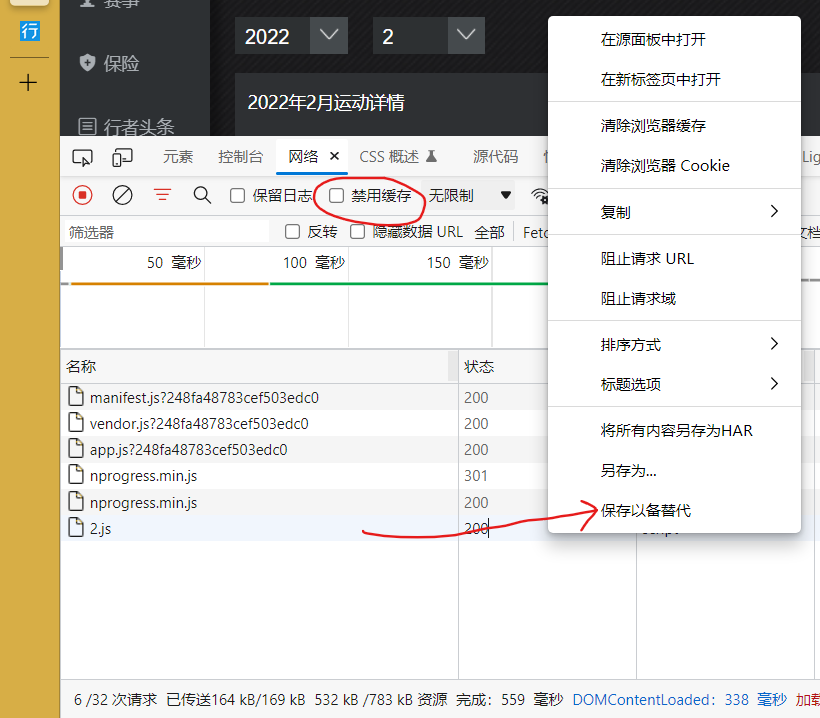 行
赛事
保险
行者头条
2022
2
2022年2月运动详情
元素
控制台
网络
CSS 概述
源代码
Lig
保留日志
禁用缓存
无限制
筛选器
反转
隐藏数据 URL
全部
Fetc
文档
50 毫秒
100 毫秒
150 毫秒
名称
状态
manifest.js?248fa48783cef503edc0
200
vendor.js?248fa48783cef503edc0
200
app.js?248fa48783cef503edc0
200
nprogress.min.js
301
nprogress.min.js
200
2.js
200
script
在源面板中打开
在新标签页中打开
清除浏览器缓存
清除浏览器 Cookie
复制
阻止请求 URL
阻止请求域
排序方式
标题选项
将所有内容另存为HAR
另存为...
保存以备替代
6 /32 次请求 已传送164 kB/169 kB 532 kB /783 kB 资源 完成：559 毫秒 DOMContentLoaded：338 毫秒 加载